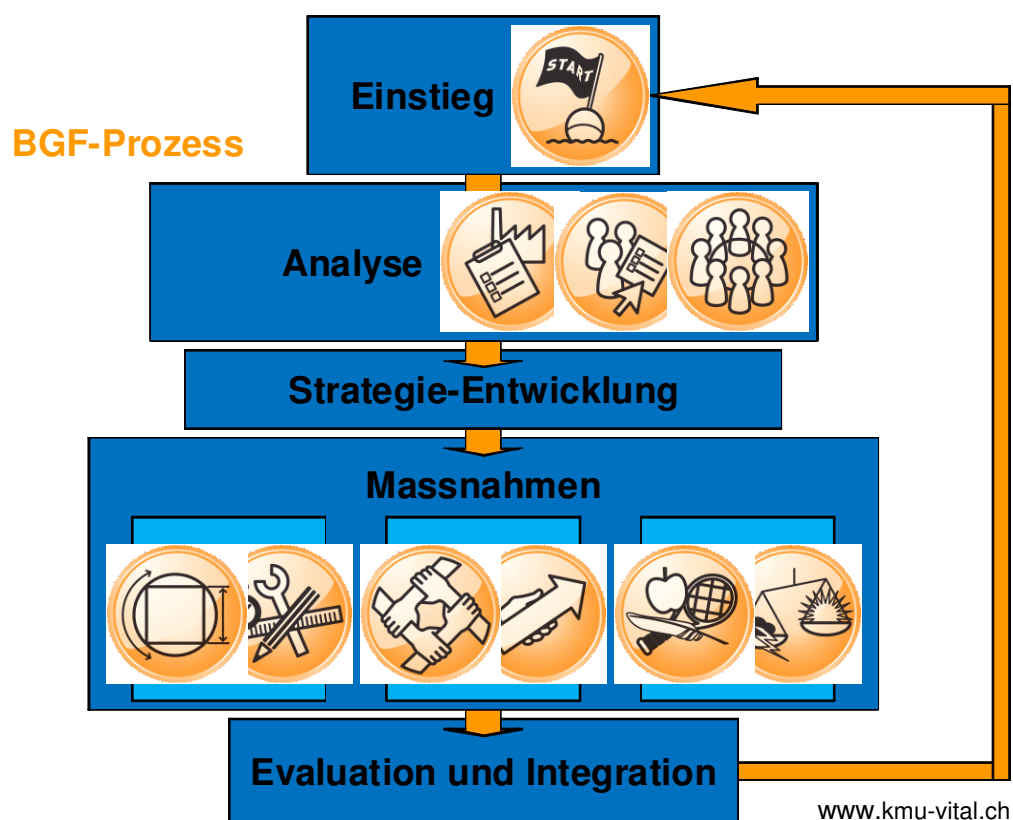 START
Einstieg
BGF-Prozess
Analyse
Strategie-Entwicklung
Massnahmen
Evaluation und Integration
www.kmu-vital.ch